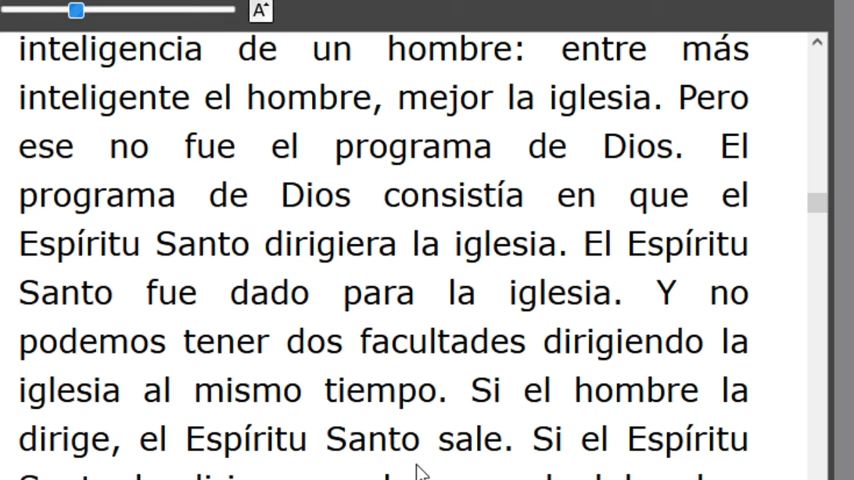 A
inteligencia de un hombre: entre más
inteligente el hombre, mejor la iglesia. Pero
ese no fue el programa de Dios. El
programa de Dios consistía en que el
Espíritu Santo dirigiera la iglesia. El Espíritu
Santo fue dado para la iglesia. Y no
podemos tener dos facultades dirigiendo la
iglesia al mismo tiempo. Si el hombre la
dirige, el Espíritu Santo sale. Si el Espíritu